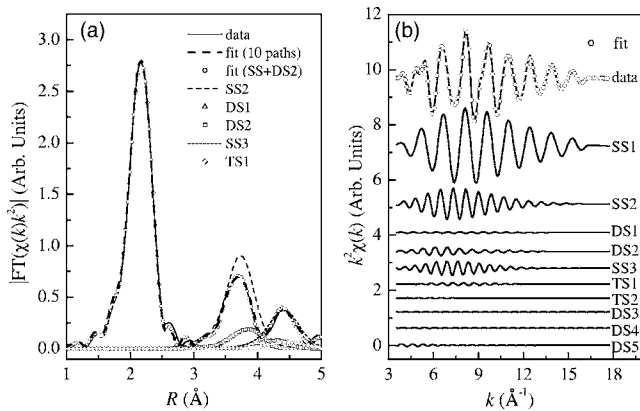 (a)
|FT(χ(k)k²)| (Arb. Units)
3.0
2.5
2.0
1.5
1.0
0.5
0.0
data
fit (10 paths)
fit (SS+DS2)
SS2
DS1
DS2
SS3
TS1
1 2 3 4 5
R (Å)
(b)
k²χ(k) (Arb. Units)
12
10
8
6
4
2
0
fit
data
SS1
SS2
DS1
DS2
SS3
TS1
TS2
DS3
DS4
DS5
3 6 9 12 15 18
k (Å⁻¹)